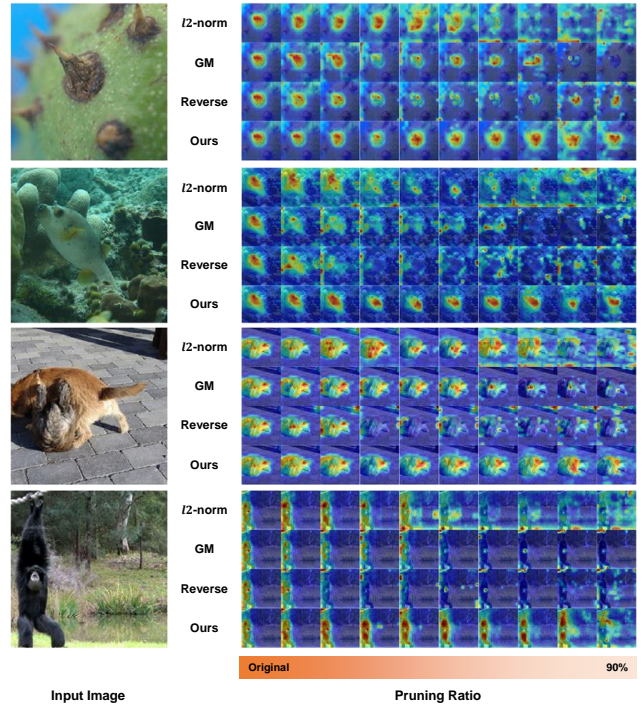 l2-norm
GM
Reverse
Ours
l2-norm
GM
Reverse
Ours
l2-norm
GM
Reverse
Ours
l2-norm
GM
Reverse
Ours
Original 90%
Input Image Pruning Ratio